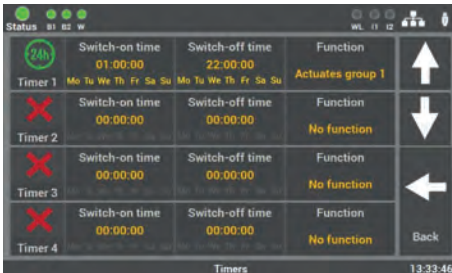 Status B1 B2 W WL I1 I2
24h Switch-on time Switch-off time Function
01:00:00 22:00:00 Actuates group 1
Timer 1 Mo Tu We Th Fr Sa Su Mo Tu We Th Fr Sa Su
Switch-on time Switch-off time Function
00:00:00 00:00:00 No function
Timer 2
Switch-on time Switch-off time Function
00:00:00 00:00:00 No function
Timer 3
Switch-on time Switch-off time Function
00:00:00 00:00:00 No function
Timer 4
Back
Timers 13:33:46